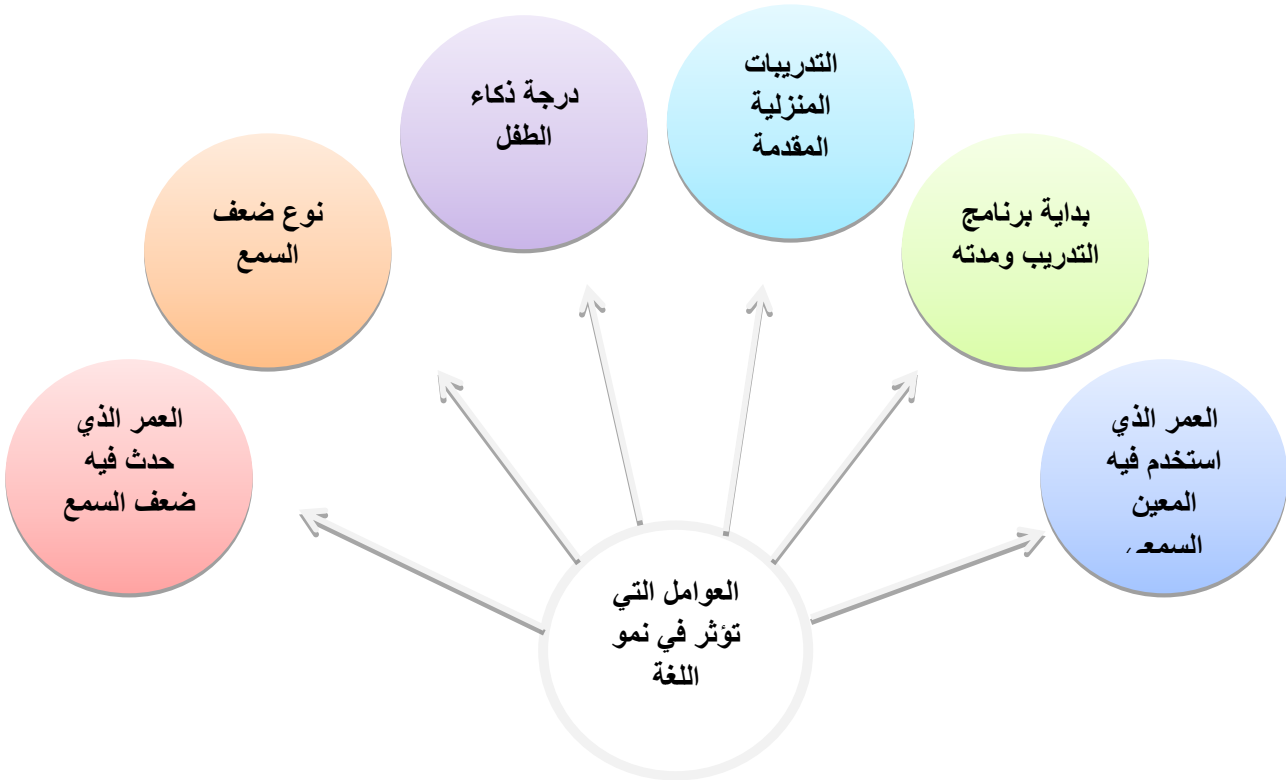 التدريبات
المنزلية
المقدمة
درجة ذكاء
الطفل
بداية برنامج
التدريب ومدته
نوع ضعف
السمع
العمر الذي
استخدم فيه
المعين
السمعي
العمر الذي
حدث فيه
ضعف السمع
العوامل التي
تؤثر في نمو
اللغة